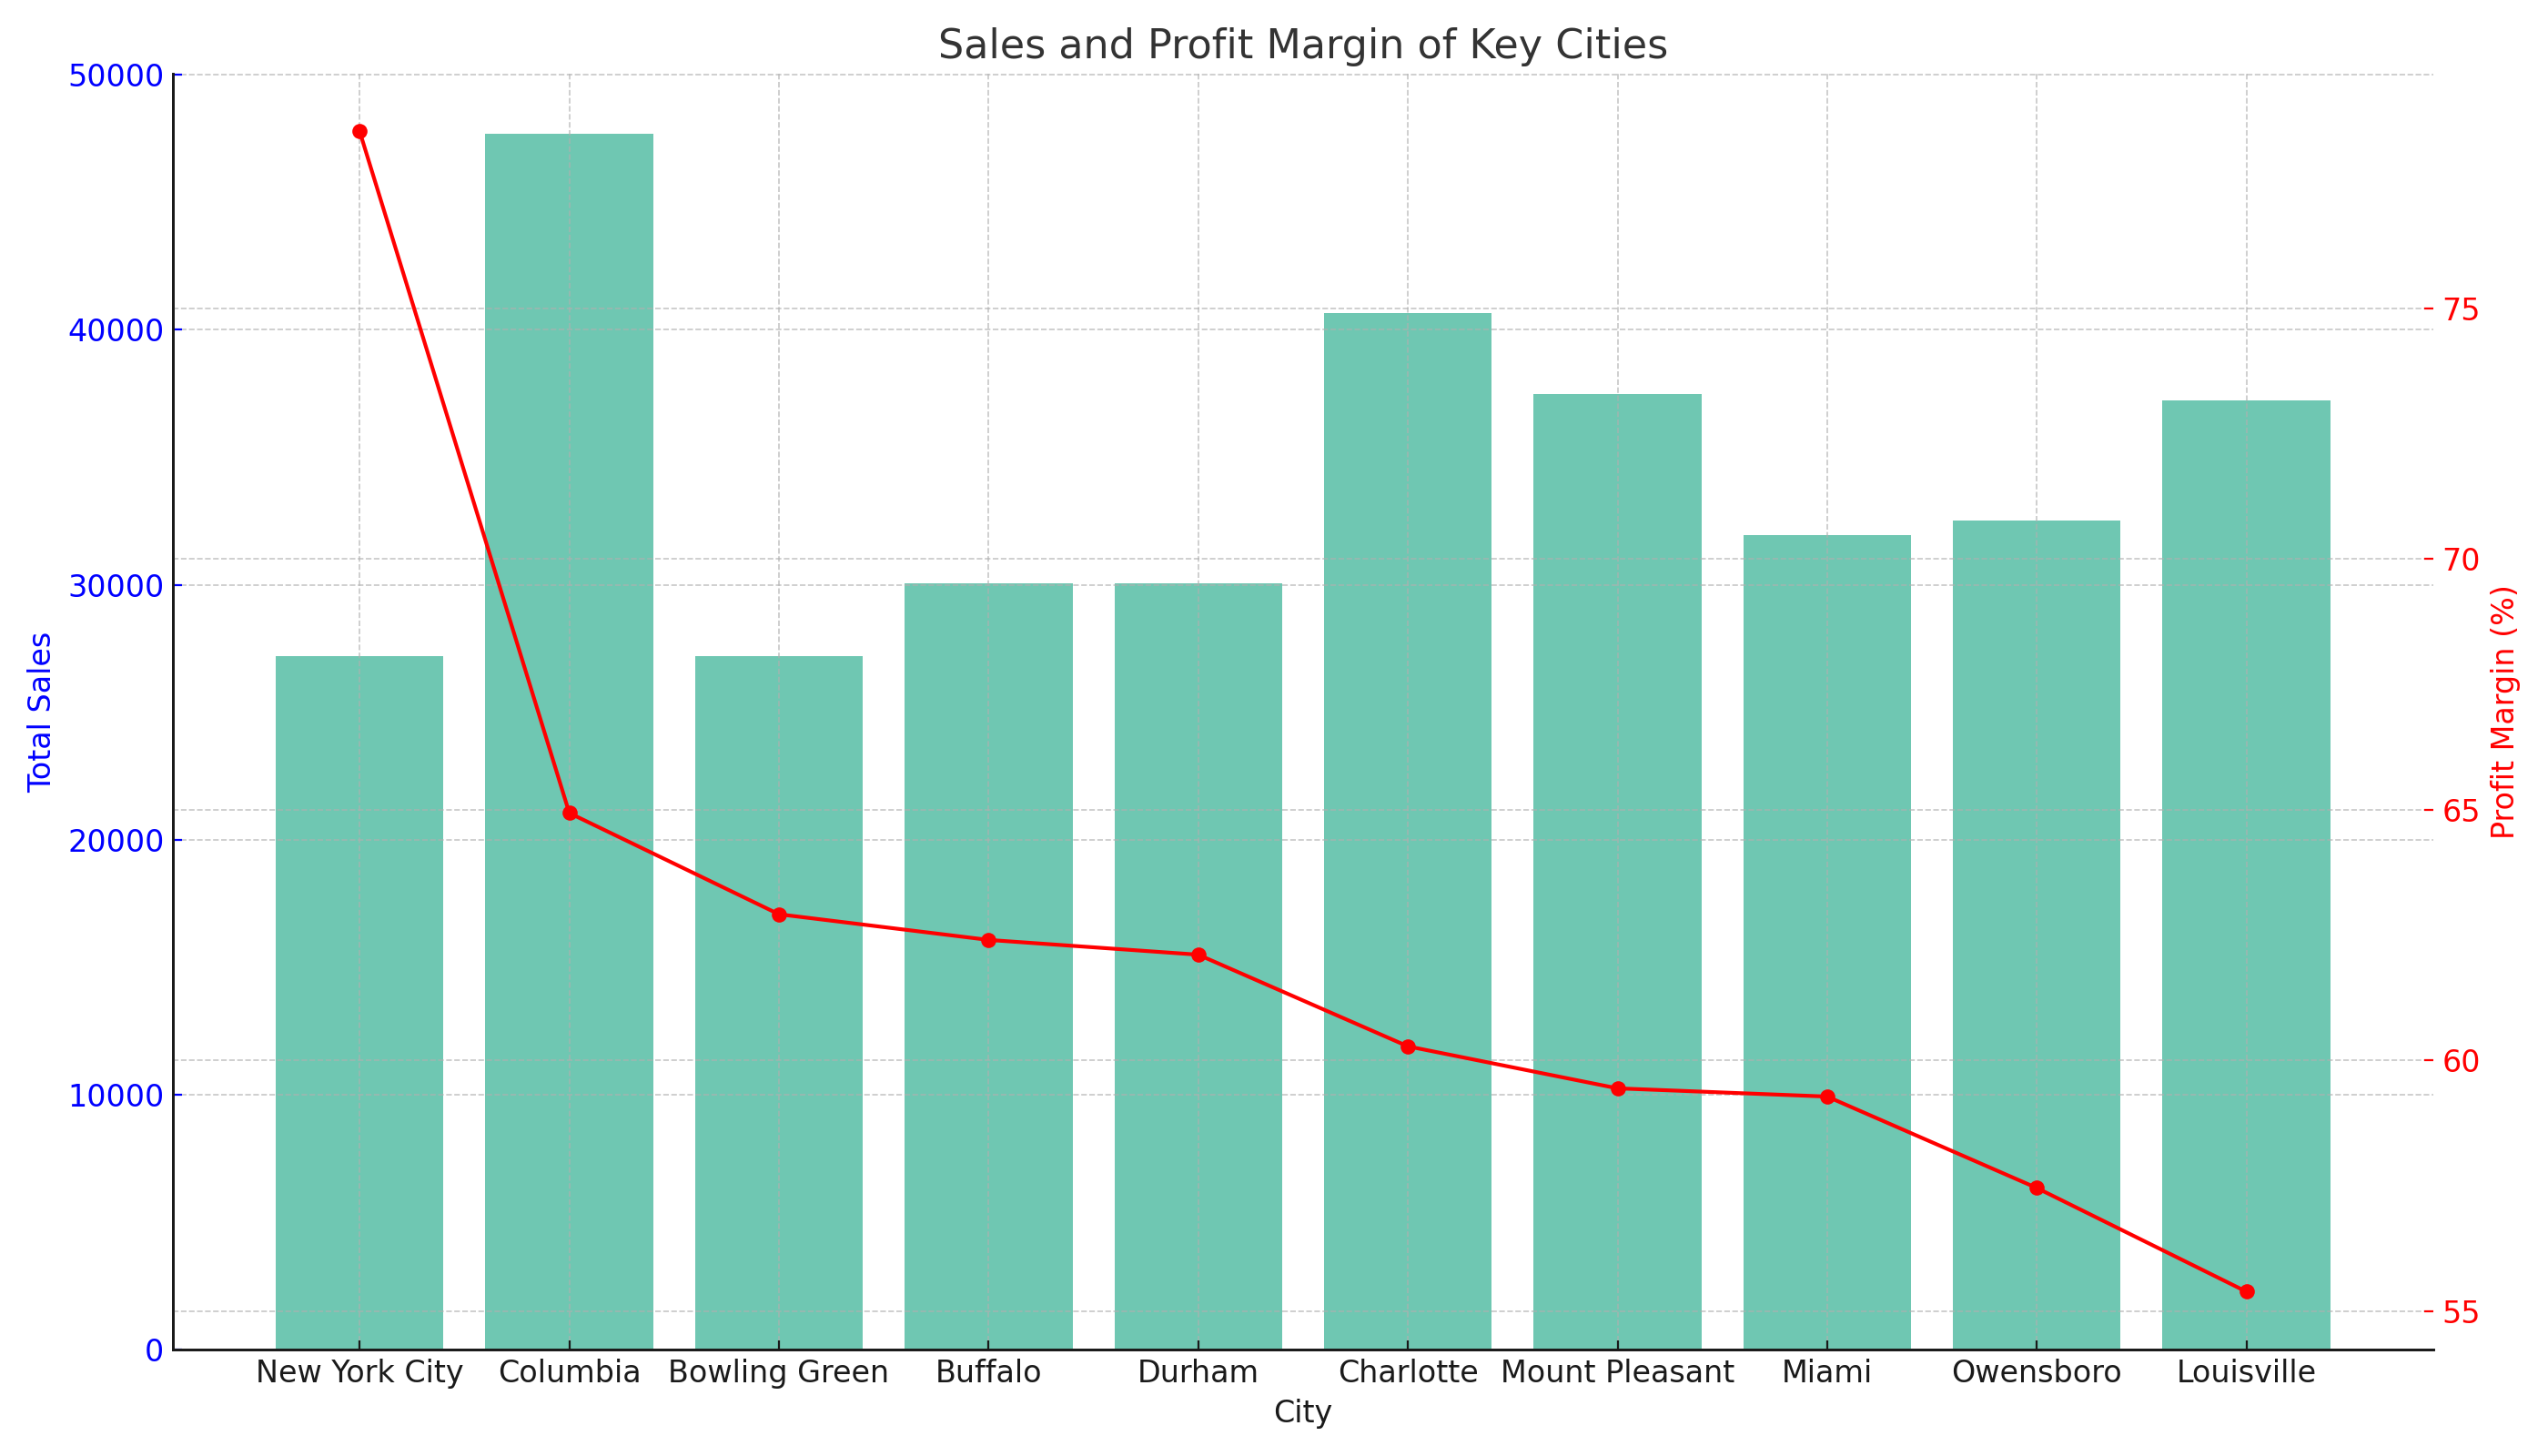 Sales and Profit Margin of Key Cities
50000
40000
30000
20000
10000
0
Total Sales
75
70
65
60
55
Profit Margin (%)
New York City Columbia Bowling Green Buffalo Durham Charlotte Mount Pleasant Miami Owensboro Louisville
City